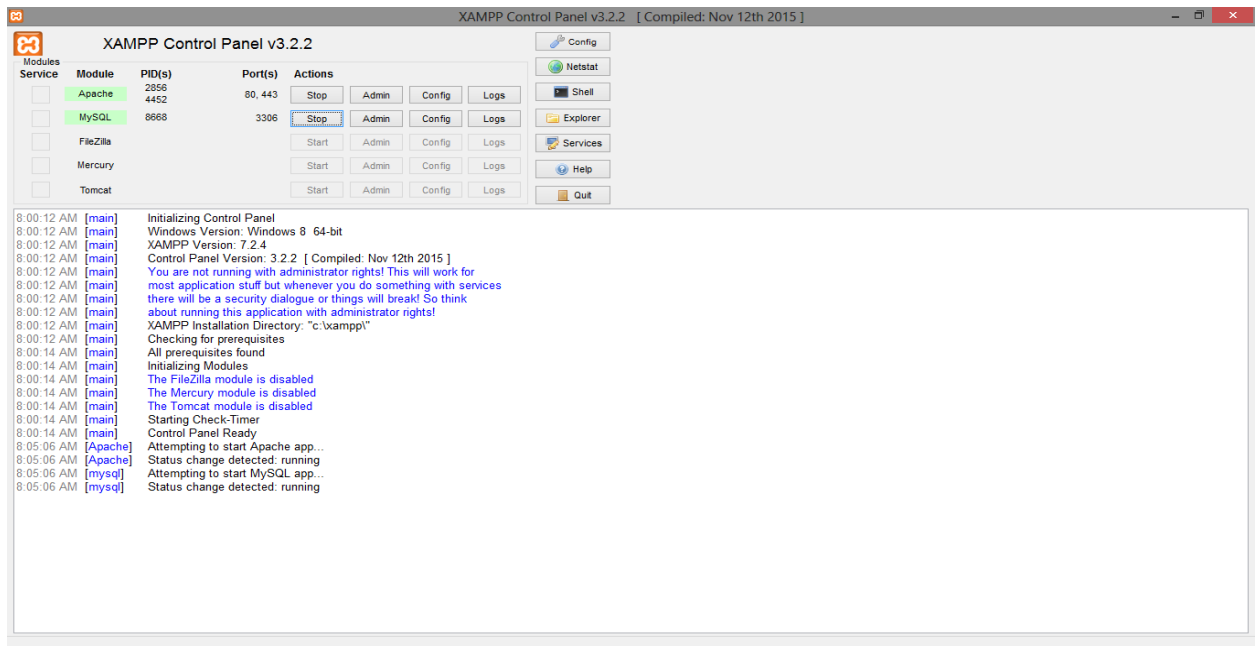 XAMPP Control Panel v3.2.2 [ Compiled: Nov 12th 2015 ]
XAMPP Control Panel v3.2.2
Config
Modules
Netstat
Service Module PID(s) Port(s) Actions
Apache 2856 4452 80, 443 Stop Admin Config Logs
Shell
MySQL 8668 3306 Stop Admin Config Logs
Explorer
FileZilla Start Admin Config Logs
Services
Mercury Start Admin Config Logs
Help
Tomcat Start Admin Config Logs
Quit
8:00:12 AM [main] Initializing Control Panel
8:00:12 AM [main] Windows Version: Windows 8 64-bit
8:00:12 AM [main] XAMPP Version: 7.2.4
8:00:12 AM [main] Control Panel Version: 3.2.2 [ Compiled: Nov 12th 2015 ]
8:00:12 AM [main] You are not running with administrator rights! This will work for
8:00:12 AM [main] most application stuff but whenever you do something with services
8:00:12 AM [main] there will be a security dialogue or things will break! So think
8:00:12 AM [main] about running this application with administrator rights!
8:00:12 AM [main] XAMPP Installation Directory: "c:\xampp\"
8:00:12 AM [main] Checking for prerequisites
8:00:14 AM [main] All prerequisites found
8:00:14 AM [main] Initializing Modules
8:00:14 AM [main] The FileZilla module is disabled
8:00:14 AM [main] The Mercury module is disabled
8:00:14 AM [main] The Tomcat module is disabled
8:00:14 AM [main] Starting Check-Timer
8:00:14 AM [main] Control Panel Ready
8:05:06 AM [Apache] Attempting to start Apache app...
8:05:06 AM [Apache] Status change detected: running
8:05:06 AM [mysql] Attempting to start MySQL app...
8:05:06 AM [mysql] Status change detected: running